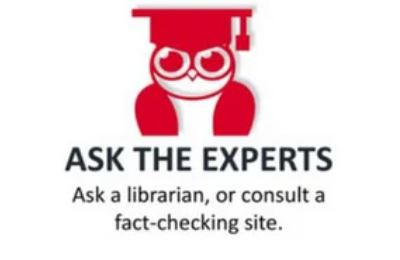 ASK THE EXPERTS
Ask a librarian, or consult a
fact-checking site.